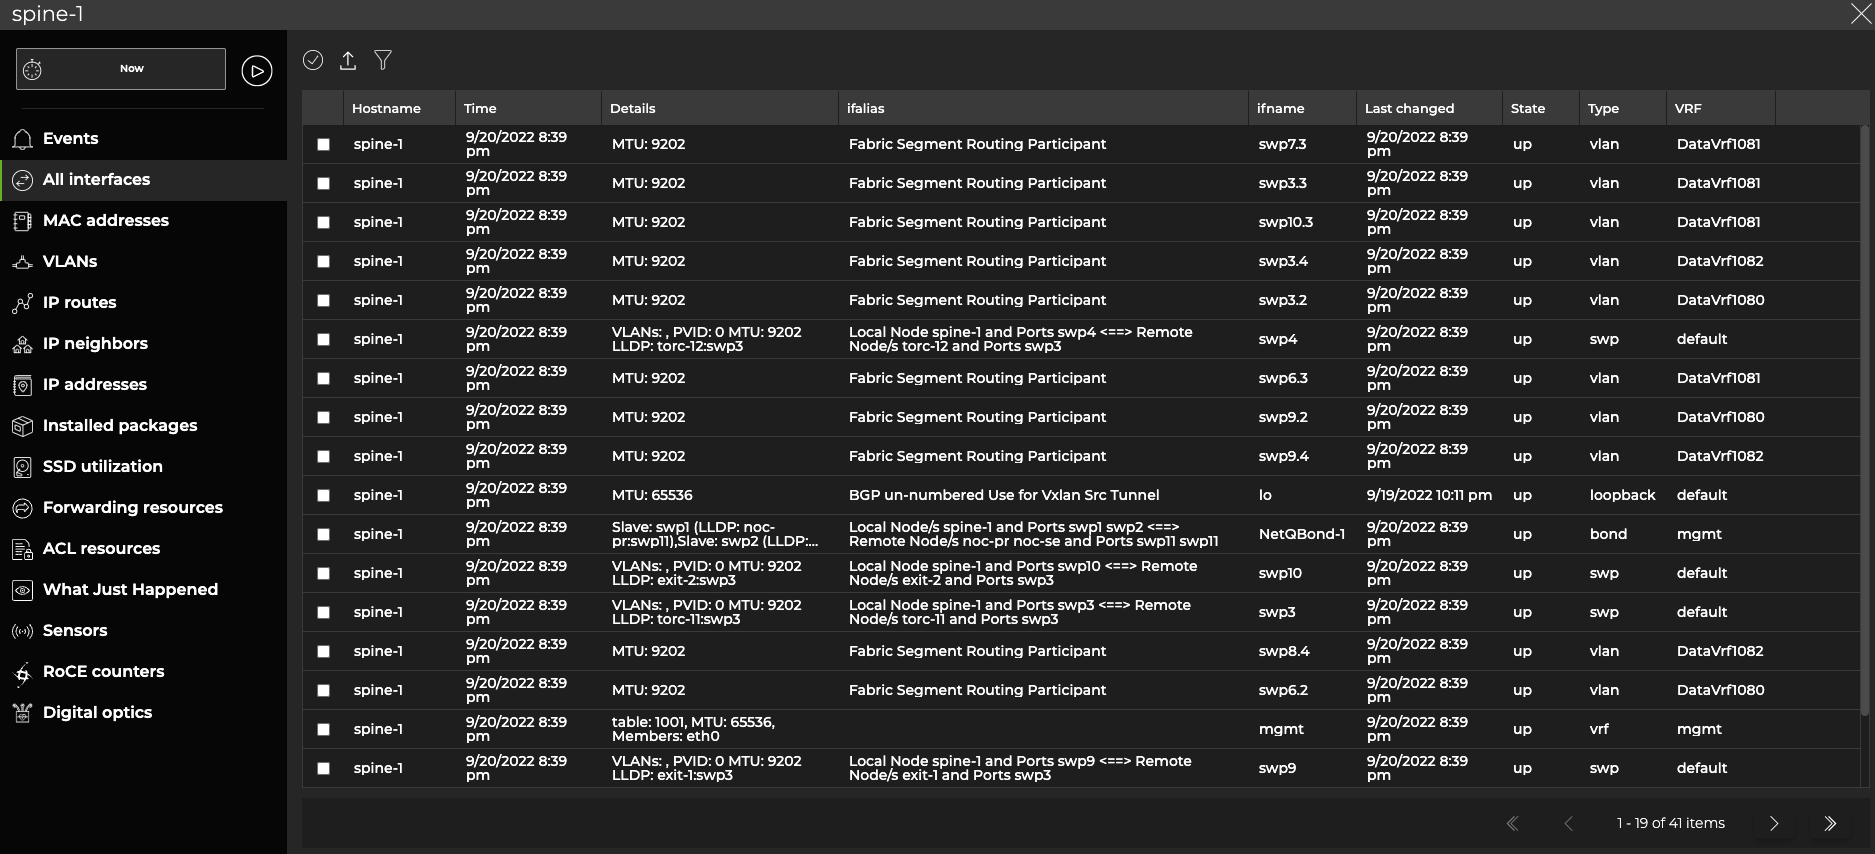 spine-1
Now
Events
All interfaces
MAC addresses
VLANs
IP routes
IP neighbors
IP addresses
Installed packages
SSD utilization
Forwarding resources
ACL resources
What Just Happened
Sensors
RoCE counters
Digital optics
Hostname Time Details ifalias ifname Last changed State Type VRF
spine-1 9/20/2022 8:39 pm MTU: 9202 Fabric Segment Routing Participant swp7.3 9/20/2022 8:39 pm up vlan DataVrf1081
spine-1 9/20/2022 8:39 pm MTU: 9202 Fabric Segment Routing Participant swp3.3 9/20/2022 8:39 pm up vlan DataVrf1081
spine-1 9/20/2022 8:39 pm MTU: 9202 Fabric Segment Routing Participant swp10.3 9/20/2022 8:39 pm up vlan DataVrf1081
spine-1 9/20/2022 8:39 pm MTU: 9202 Fabric Segment Routing Participant swp3.4 9/20/2022 8:39 pm up vlan DataVrf1082
spine-1 9/20/2022 8:39 pm MTU: 9202 Fabric Segment Routing Participant swp3.2 9/20/2022 8:39 pm up vlan DataVrf1080
spine-1 9/20/2022 8:39 pm VLANs: , PVID: 0 MTU: 9202 LLDP: torc-12:swp3 Local Node spine-1 and Ports swp4 <==> Remote Node/s torc-12 and Ports swp3 swp4 9/20/2022 8:39 pm up swp default
spine-1 9/20/2022 8:39 pm MTU: 9202 Fabric Segment Routing Participant swp6.3 9/20/2022 8:39 pm up vlan DataVrf1081
spine-1 9/20/2022 8:39 pm MTU: 9202 Fabric Segment Routing Participant swp9.2 9/20/2022 8:39 pm up vlan DataVrf1080
spine-1 9/20/2022 8:39 pm MTU: 9202 Fabric Segment Routing Participant swp9.4 9/20/2022 8:39 pm up vlan DataVrf1082
spine-1 9/20/2022 8:39 pm MTU: 65536 BGP un-numbered Use for Vxlan Src Tunnel lo 9/19/2022 10:11 pm up loopback default
spine-1 9/20/2022 8:39 pm Slave: swp1 (LLDP: noc-pr:swp11),Slave: swp2 (LLDP:... Local Node/s spine-1 and Ports swp1 swp2 <==> Remote Node/s noc-pr noc-se and Ports swp11 swp11 NetQBond-1 9/20/2022 8:39 pm up bond mgmt
spine-1 9/20/2022 8:39 pm VLANs: , PVID: 0 MTU: 9202 LLDP: exit-2:swp3 Local Node spine-1 and Ports swp10 <==> Remote Node/s exit-2 and Ports swp3 swp10 9/20/2022 8:39 pm up swp default
spine-1 9/20/2022 8:39 pm VLANs: , PVID: 0 MTU: 9202 LLDP: torc-11:swp3 Local Node spine-1 and Ports swp3 <==> Remote Node/s torc-11 and Ports swp3 swp3 9/20/2022 8:39 pm up swp default
spine-1 9/20/2022 8:39 pm MTU: 9202 Fabric Segment Routing Participant swp8.4 9/20/2022 8:39 pm up vlan DataVrf1082
spine-1 9/20/2022 8:39 pm MTU: 9202 Fabric Segment Routing Participant swp6.2 9/20/2022 8:39 pm up vlan DataVrf1080
spine-1 9/20/2022 8:39 pm table: 1001, MTU: 65536, Members: eth0 mgmt 9/20/2022 8:39 pm up vrf mgmt
spine-1 9/20/2022 8:39 pm VLANs: , PVID: 0 MTU: 9202 LLDP: exit-1:swp3 Local Node spine-1 and Ports swp9 <==> Remote Node/s exit-1 and Ports swp3 swp9 9/20/2022 8:39 pm up swp default
1 - 19 of 41 items